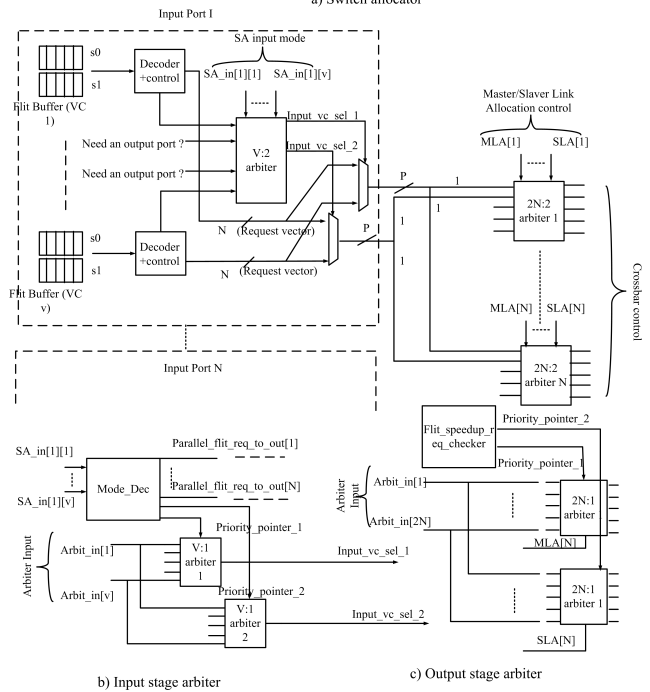 a) Switch allocator
Input Port I
SA input mode
SA_in[1][1]
SA_in[1][v]
s0
s1
Flit Buffer (VC
1)
Decoder
+control
Need an output port ?
Need an output port ?
V:2
arbiter
Input_vc_sel_1
Input_vc_sel_2
N
(Request vector)
N
(Request vector)
s0
s1
Flit Buffer (VC
v)
Decoder
+control
P
P
1
1
1
1
Master/Slaver Link
Allocation control
MLA[1]
SLA[1]
2N:2
arbiter 1
MLA[N]
SLA[N]
2N:2
arbiter N
Crossbar control
Input Port N
SA_in[1][1]
SA_in[1][v]
Mode_Dec
Parallel_flit_req_to_out[1]
Parallel_flit_req_to_out[N]
Priority_pointer_1
Arbiter Input
Arbit_in[1]
Arbit_in[v]
V:1
arbiter
1
Input_vc_sel_1
Priority_pointer_2
V:1
arbiter
2
Input_vc_sel_2
b) Input stage arbiter
Flit_speedup_r
eq_checker
Priority_pointer_2
Priority_pointer_1
Arbiter
Input
Arbit_in[1]
Arbit_in[2N]
2N:1
arbiter
MLA[N]
2N:1
arbiter 1
SLA[N]
c) Output stage arbiter